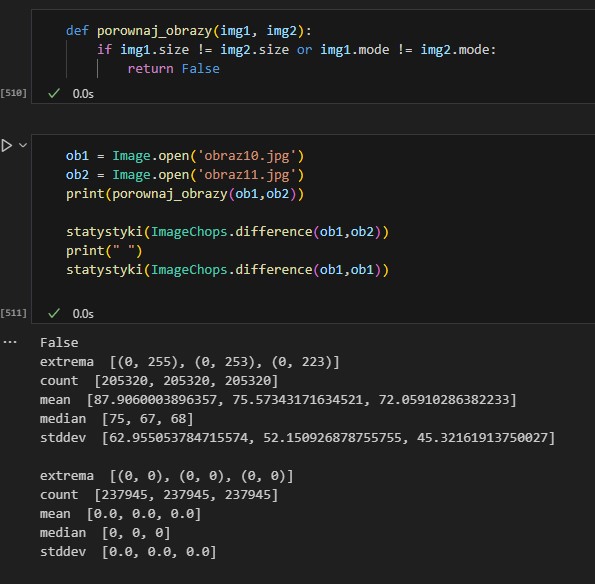 def porownaj_obrazy(img1, img2):
    if img1.size != img2.size or img1.mode != img2.mode:
        return False
[510] ✓ 0.0s
ob1 = Image.open('obraz10.jpg')
ob2 = Image.open('obraz11.jpg')
print(porownaj_obrazy(ob1,ob2))

statystyki(ImageChops.difference(ob1,ob2))
print(" ")
statystyki(ImageChops.difference(ob1,ob1))
[511] ✓ 0.0s
... False
extrema  [(0, 255), (0, 253), (0, 223)]
count  [205320, 205320, 205320]
mean  [87.9060003896357, 75.57343171634521, 72.05910286382233]
median  [75, 67, 68]
stddev  [62.955053784715574, 52.150926878755755, 45.32161913750027]

extrema  [(0, 0), (0, 0), (0, 0)]
count  [237945, 237945, 237945]
mean  [0.0, 0.0, 0.0]
median  [0, 0, 0]
stddev  [0.0, 0.0, 0.0]